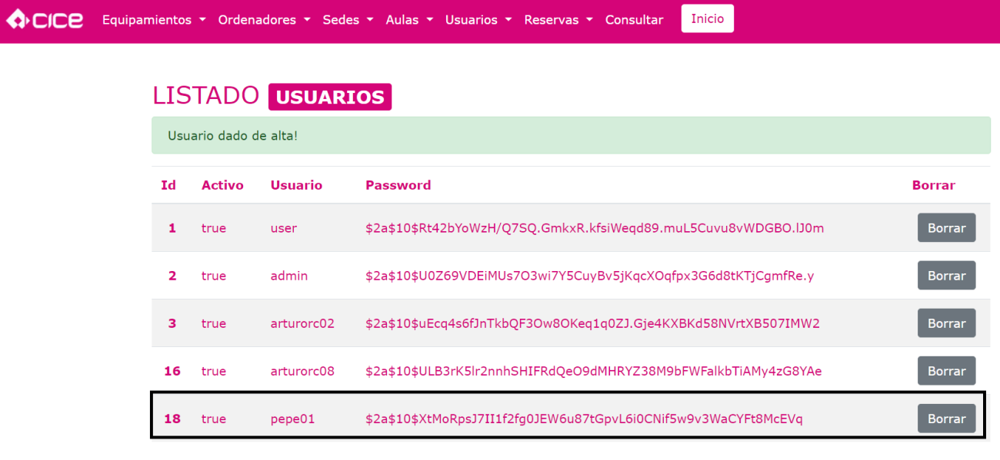 CICE Equipamientos Ordenadores Sedes Aulas Usuarios Reservas Consultar Inicio
LISTADO USUARIOS
Usuario dado de alta!
Id Activo Usuario Password Borrar
1 true user $2a$10$Rt42bYoWzH/Q7SQ.GmkxR.kfsiWeqd89.muL5Cuvu8vWDGBO.lJ0m Borrar
2 true admin $2a$10$U0Z69VDEiMUs7O3wi7Y5CuyBv5jKqcXOqfpx3G6d8tKTjCgmfRe.y Borrar
3 true arturorc02 $2a$10$uEcq4s6fJnTkbQF3Ow8OKeq1q0ZJ.Gje4KXBKd58NVrtXB507IMW2 Borrar
16 true arturorc08 $2a$10$ULB3rK5lr2nnhSHIFRdQeO9dMHRYZ38M9bFWFalkbTiAMy4zG8YAe Borrar
18 true pepe01 $2a$10$XtMoRpsJ7II1f2fg0JEW6u87tGpvL6i0CNif5w9v3WaCYFt8McEVq Borrar